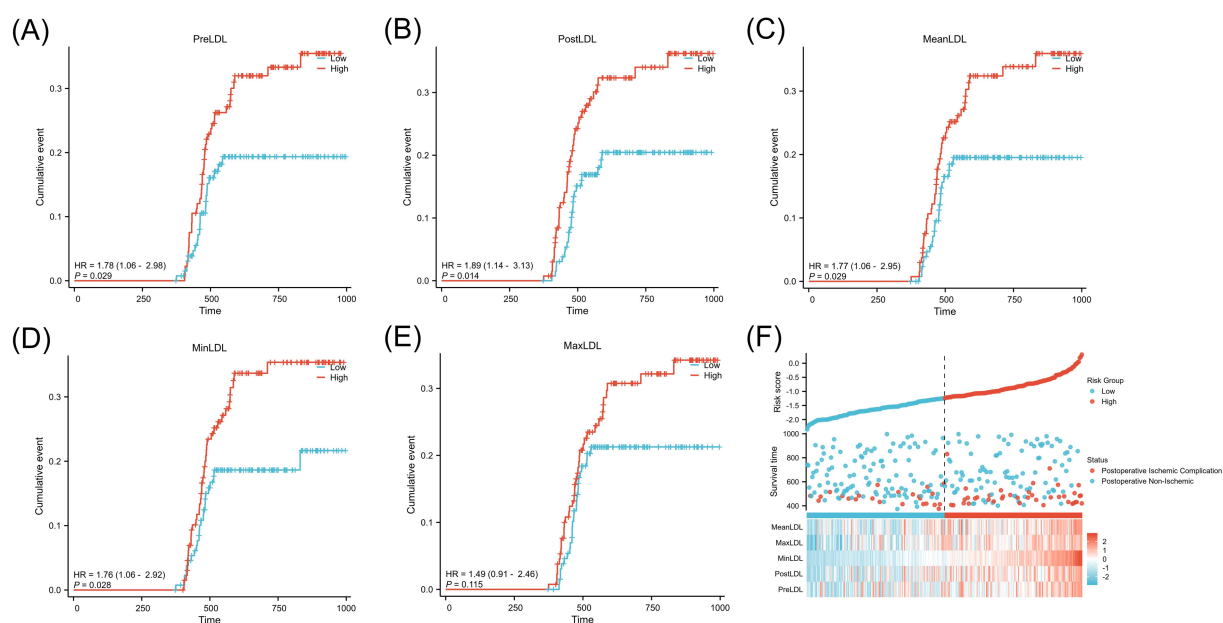 (A)
PreLDL
Low
High
0.3
0.2
0.1
0.0
Cumulative event
HR = 1.78 (1.06 - 2.98)
P = 0.029
0 250 500 750 1000
Time
(B)
PostLDL
Low
High
0.3
0.2
0.1
0.0
Cumulative event
HR = 1.89 (1.14 - 3.13)
P = 0.014
0 250 500 750 1000
Time
(C)
MeanLDL
Low
High
0.3
0.2
0.1
0.0
Cumulative event
HR = 1.77 (1.06 - 2.95)
P = 0.029
0 250 500 750 1000
Time
(D)
MinLDL
Low
High
0.3
0.2
0.1
0.0
Cumulative event
HR = 1.76 (1.06 - 2.92)
P = 0.028
0 250 500 750 1000
Time
(E)
MaxLDL
Low
High
0.3
0.2
0.1
0.0
Cumulative event
HR = 1.49 (0.91 - 2.46)
P = 0.115
0 250 500 750 1000
Time
(F)
0.0
-0.5
-1.0
-1.5
-2.0
Risk score
Risk Group
Low
High
1000
800
600
400
Survival time
Status
Postoperative Ischemic Complication
Postoperative Non-Ischemic
MeanLDL
MaxLDL
MinLDL
PostLDL
PreLDL
2
1
0
-1
-2